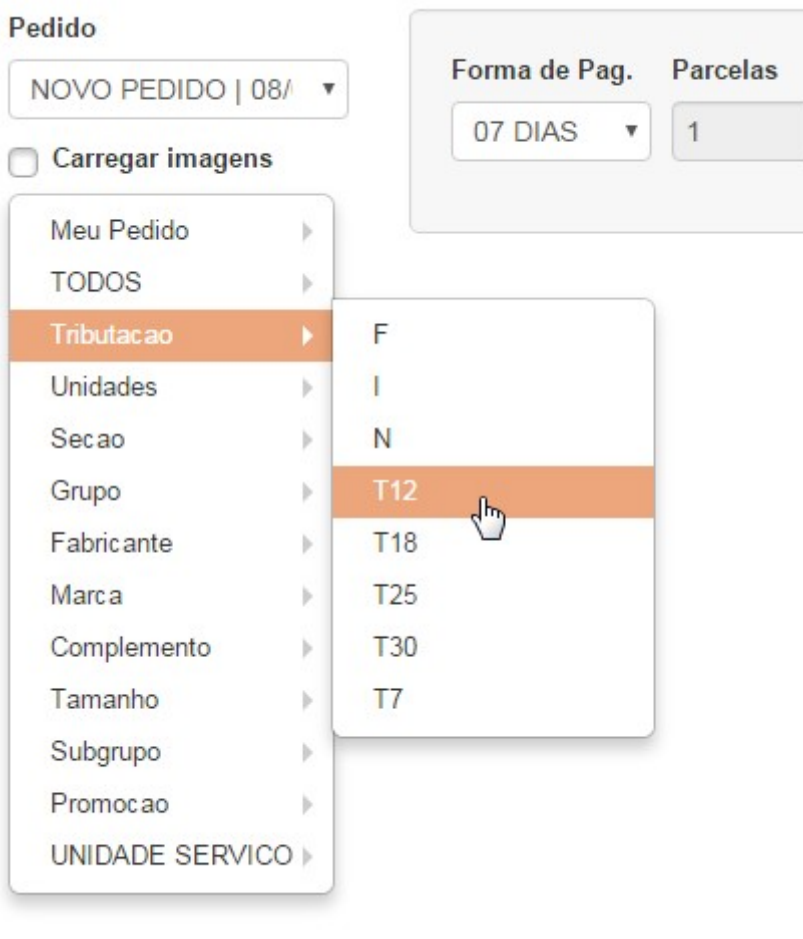 Pedido
NOVO PEDIDO | 08/
Carregar imagens
Forma de Pag.
07 DIAS
Parcelas
1
Meu Pedido
TODOS
Tributacao
Unidades
Secao
Grupo
Fabricante
Marca
Complemento
Tamanho
Subgrupo
Promocao
UNIDADE SERVICO
F
I
N
T12
T18
T25
T30
T7